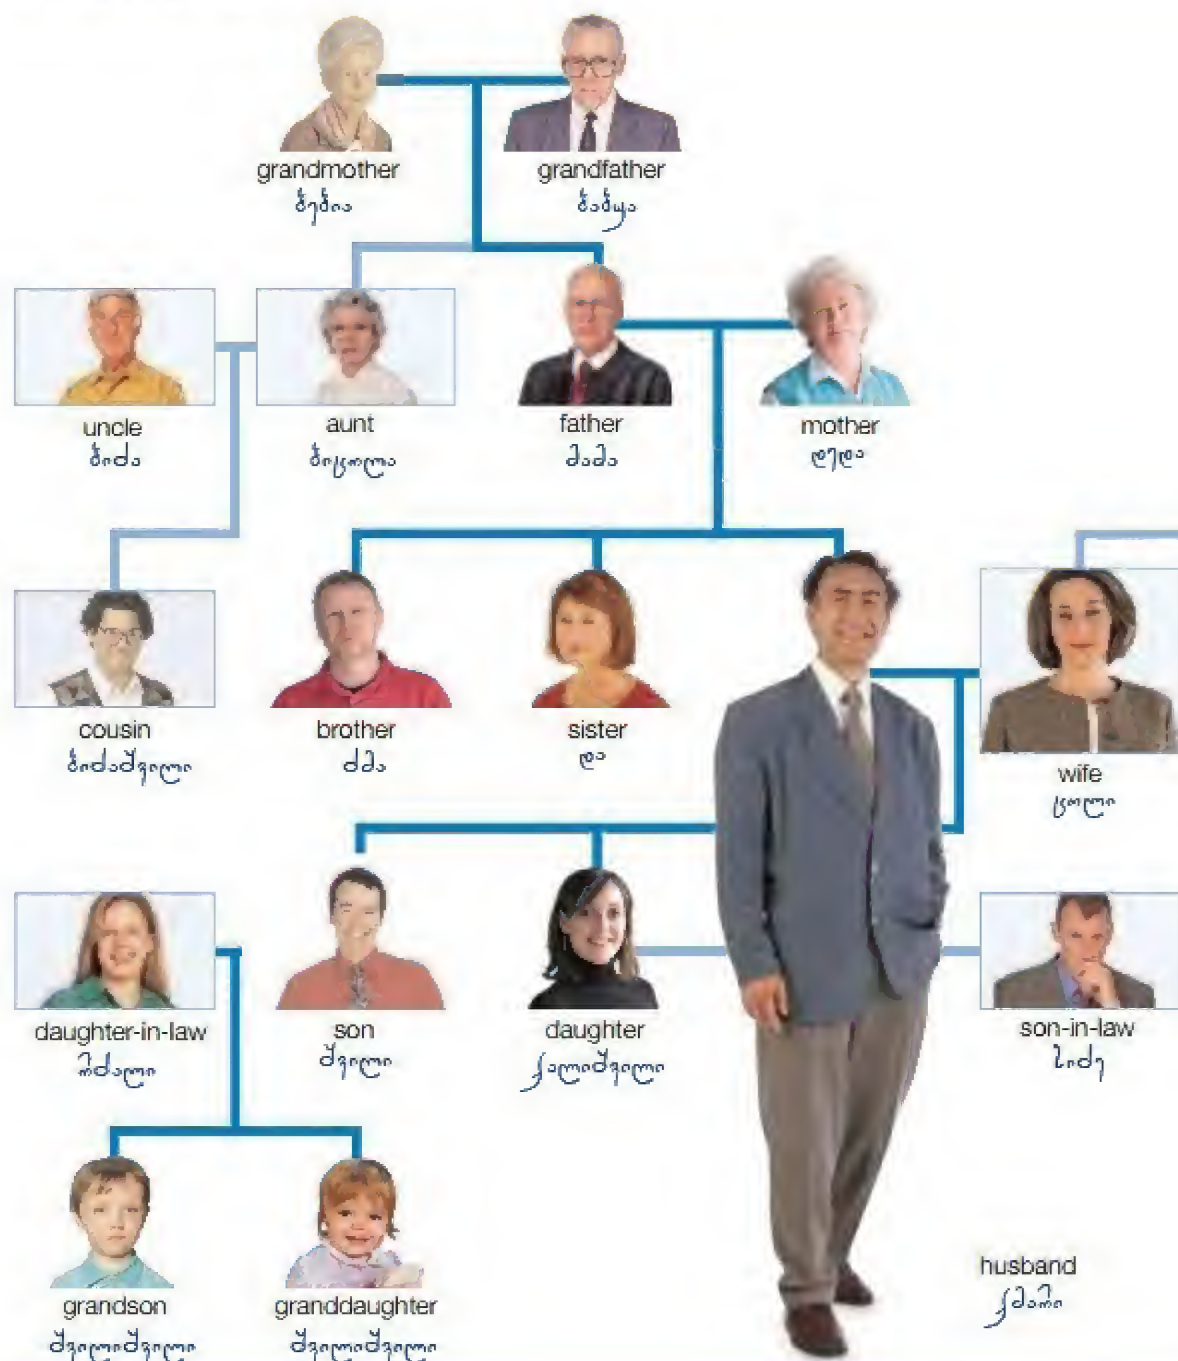 grandmother
ბებია
grandfather
ბაბუა
uncle
ბიძა
aunt
ბიცოლა
father
მამა
mother
დედა
cousin
ბიძაშვილი
brother
ძმა
sister
და
wife
ცოლი
daughter-in-law
რძალი
son
შვილი
daughter
ქალიშვილი
son-in-law
სიძე
grandson
შვილიშვილი
granddaughter
შვილიშვილი
husband
ქმარი